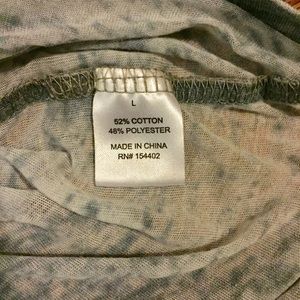 L
52% COTTON
48% POLYESTER
MADE IN CHINA
RN# 154402